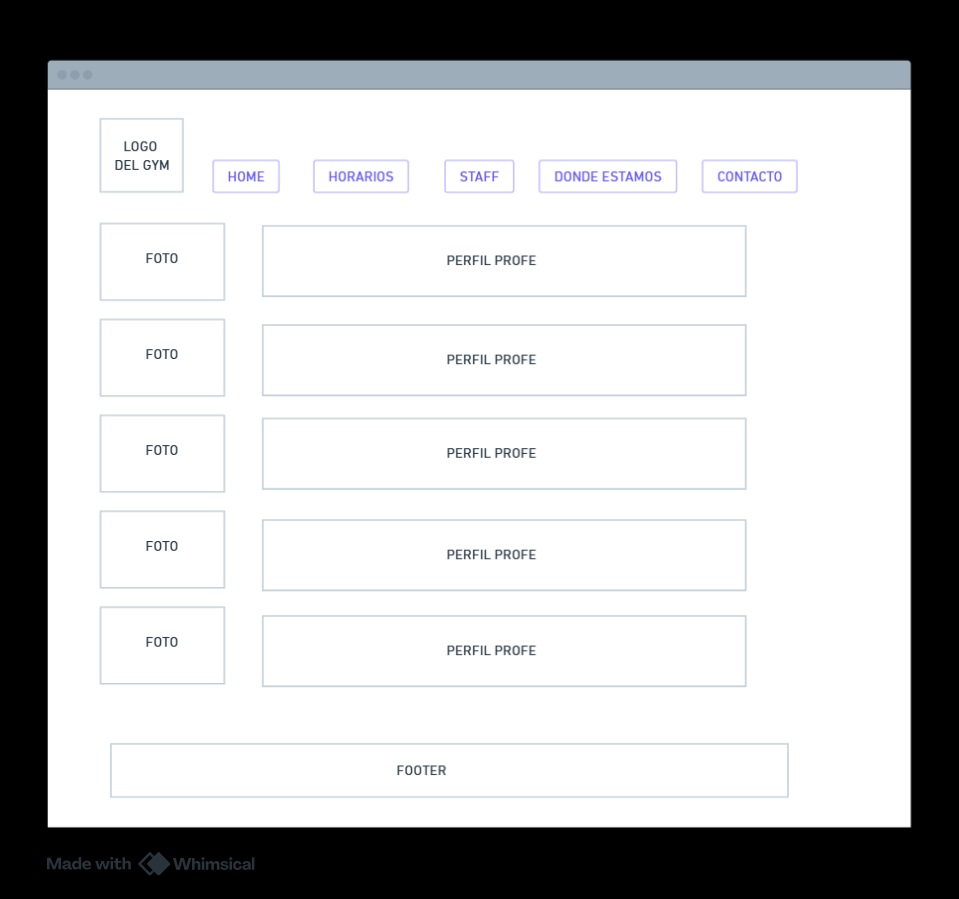 LOGO
DEL GYM
HOME
HORARIOS
STAFF
DONDE ESTAMOS
CONTACTO
FOTO
PERFIL PROFE
FOTO
PERFIL PROFE
FOTO
PERFIL PROFE
FOTO
PERFIL PROFE
FOTO
PERFIL PROFE
FOOTER
Made with Whimsical